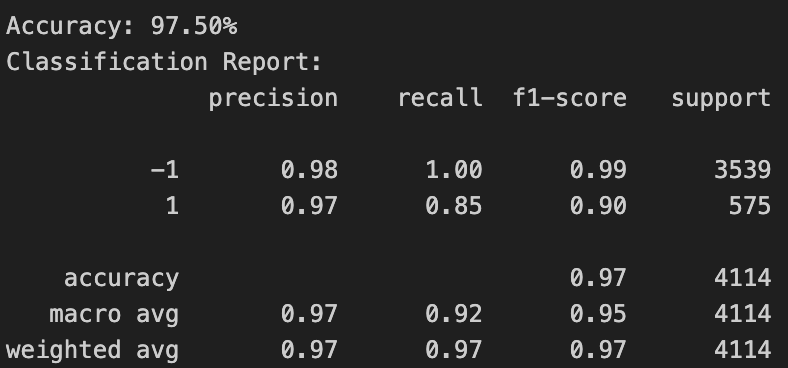 Accuracy: 97.50%
Classification Report:
precision recall f1-score support
-1 0.98 1.00 0.99 3539
1 0.97 0.85 0.90 575
accuracy 0.97 4114
macro avg 0.97 0.92 0.95 4114
weighted avg 0.97 0.97 0.97 4114